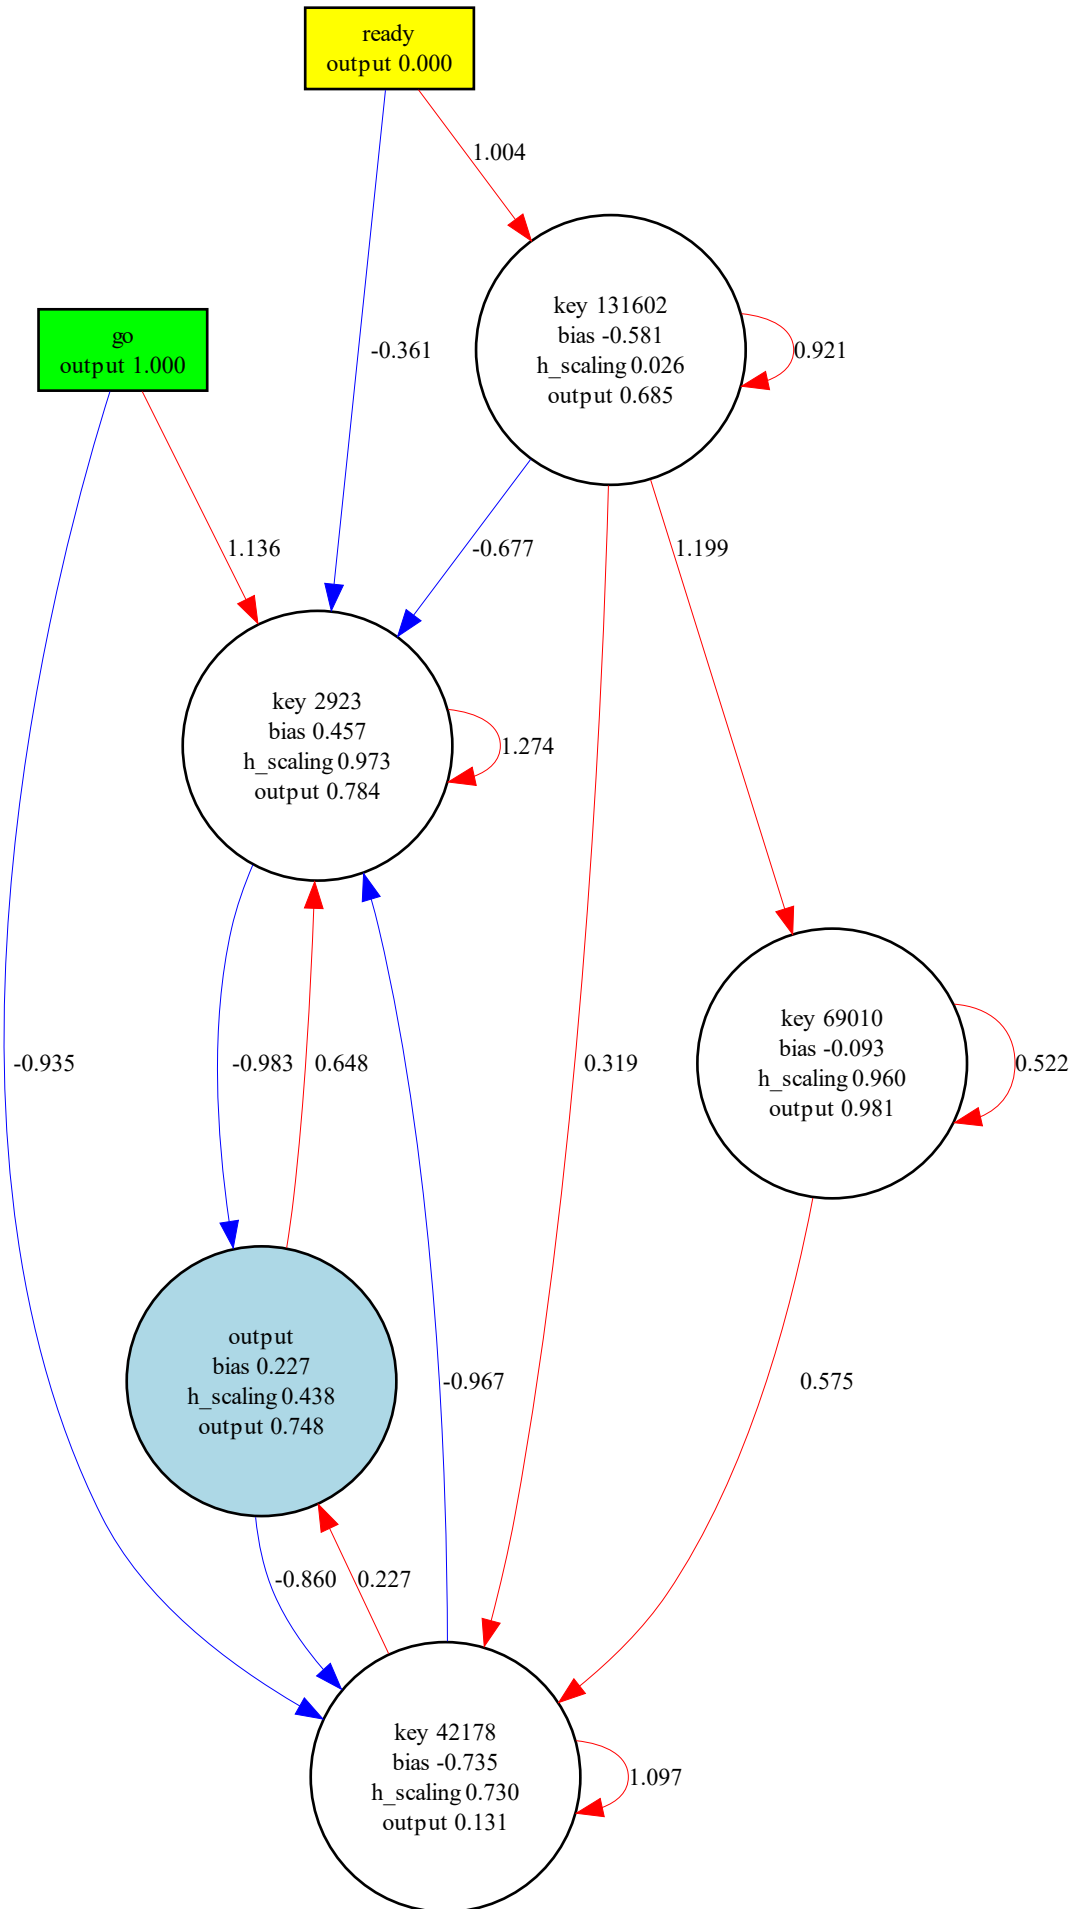 ready
output 0.000
1.004
go
output 1.000
-0.361
key 131602
bias -0.581
h_scaling 0.026
output 0.685
0.921
1.136
-0.677
1.199
key 2923
bias 0.457
h_scaling 0.973
output 0.784
1.274
-0.935
-0.983
0.648
0.319
key 69010
bias -0.093
h_scaling 0.960
output 0.981
0.522
output
bias 0.227
h_scaling 0.438
output 0.748
-0.967
0.575
-0.860
0.227
key 42178
bias -0.735
h_scaling 0.730
output 0.131
1.097